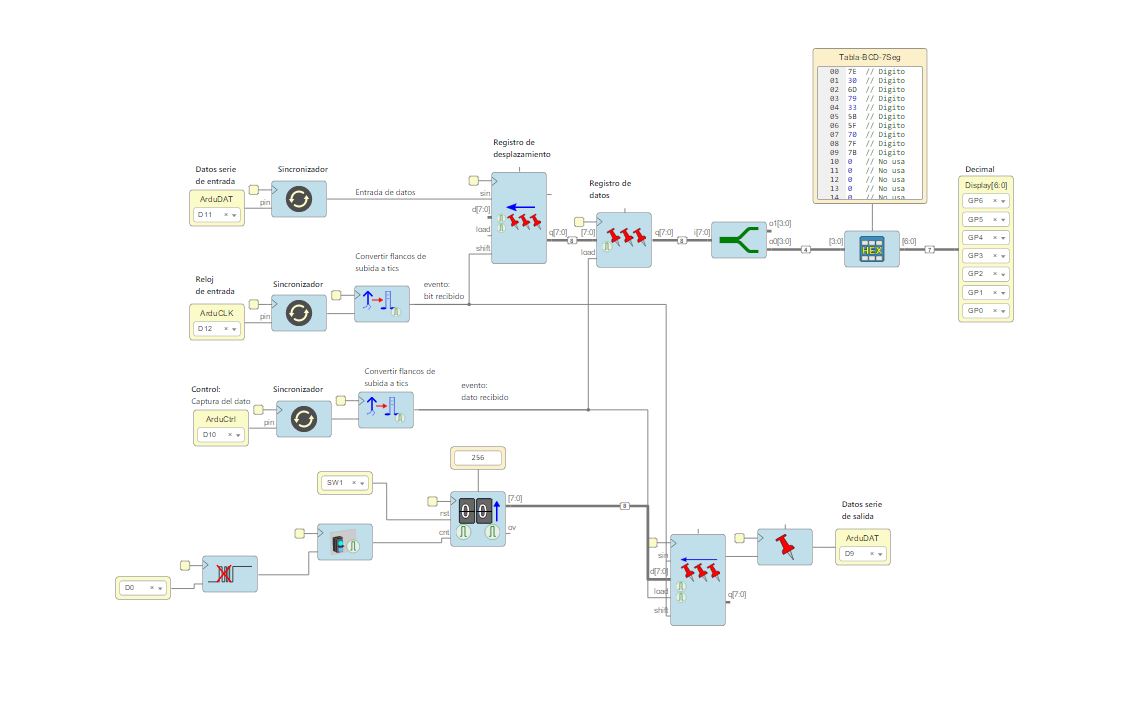 Tabla-BCD-7Seg
00 7E // Digito
01 30 // Digito
02 6D // Digito
03 79 // Digito
04 33 // Digito
05 5B // Digito
06 5F // Digito
07 70 // Digito
08 7F // Digito
09 7B // Digito
10 0 // No usa
11 0 // No usa
12 0 // No usa
13 0 // No usa
14 0 // No usa
Registro de
desplazamiento
Datos serie
de entrada
Sincronizador
Decimal
Registro de
datos
Display[6:0]
ArduDAT
D11
pin
Entrada de datos
sin
d[7:0]
load
shift
q[7:0]
8
[7:0]
load
q[7:0]
8
i[7:0]
o1[3:0]
o0[3:0]
4
[3:0]
HEX
[6:0]
7
GP6
GP5
GP4
GP3
GP2
GP1
GP0
Convertir flancos de
subida a tics
Reloj
de entrada
Sincronizador
evento:
bit recibido
ArduCLK
D12
pin
Convertir flancos de
subida a tics
Control:
Captura del dato
Sincronizador
evento:
dato recibido
ArduCtrl
D10
pin
256
SW1
rst
cnt
0 0
[7:0]
ov
8
Datos serie
de salida
ArduDAT
D9
sin
d[7:0]
load
shift
q[7:0]
D0